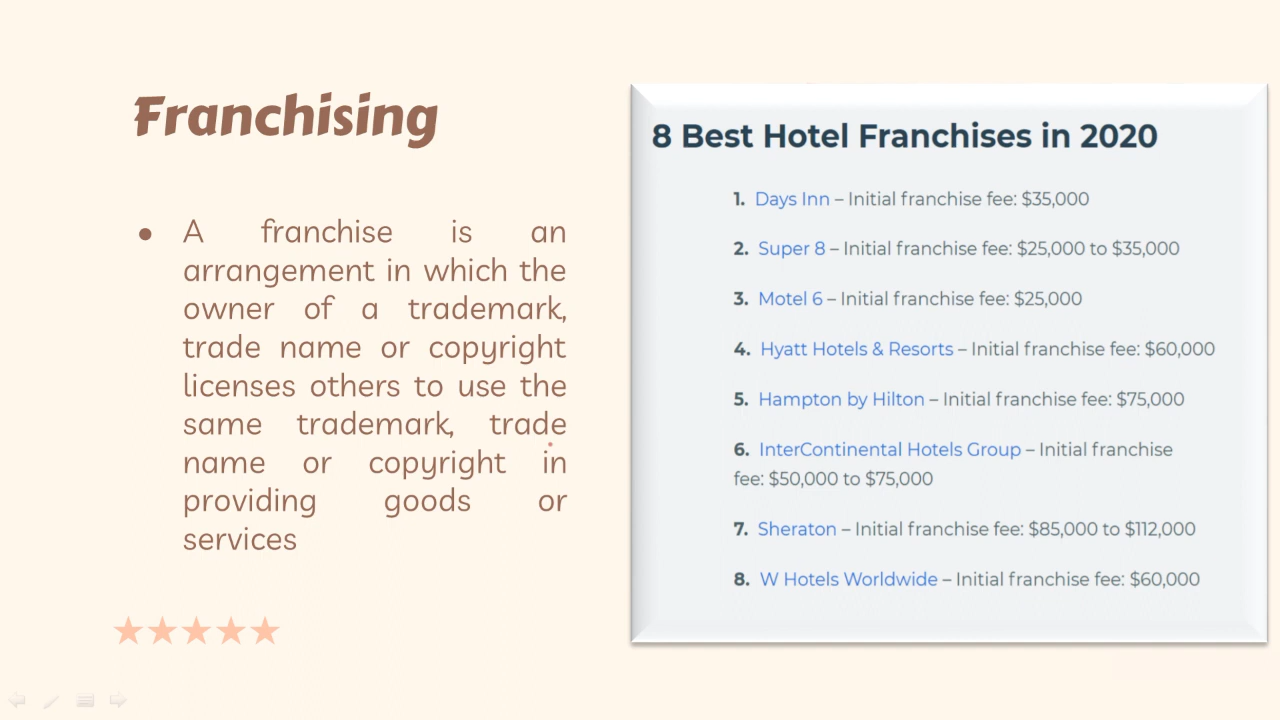 Franchising
● A franchise is an
arrangement in which the
owner of a trademark,
trade name or copyright
licenses others to use the
same trademark, trade
name or copyright in
providing goods or
services
8 Best Hotel Franchises in 2020
1. Days Inn – Initial franchise fee: $35,000
2. Super 8 – Initial franchise fee: $25,000 to $35,000
3. Motel 6 – Initial franchise fee: $25,000
4. Hyatt Hotels & Resorts – Initial franchise fee: $60,000
5. Hampton by Hilton – Initial franchise fee: $75,000
6. InterContinental Hotels Group – Initial franchise
fee: $50,000 to $75,000
7. Sheraton – Initial franchise fee: $85,000 to $112,000
8. W Hotels Worldwide – Initial franchise fee: $60,000